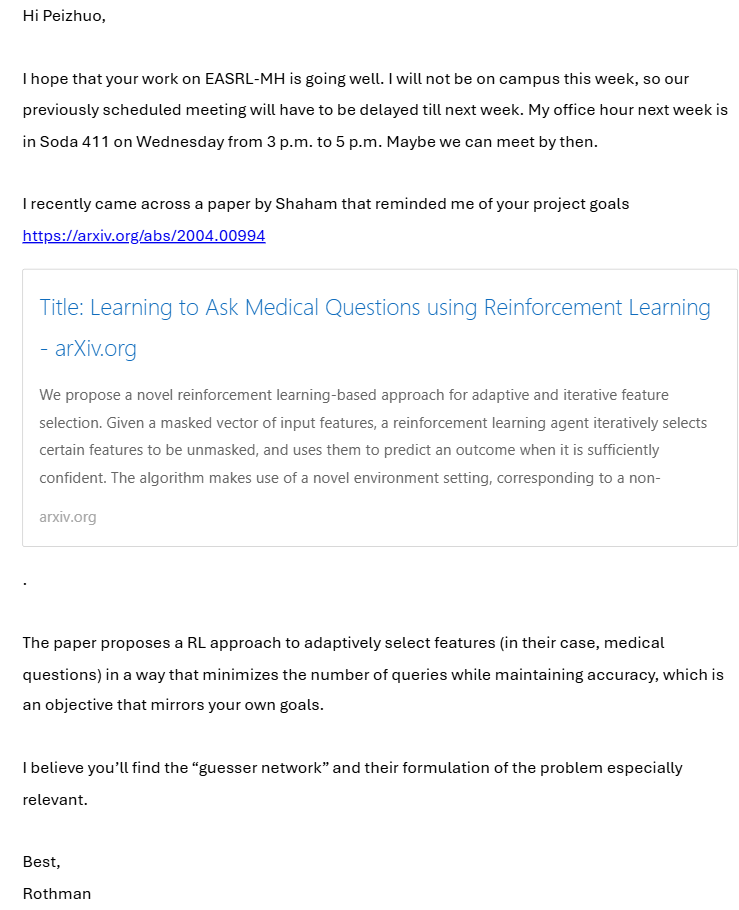 Hi Peizhuo,
I hope that your work on EASRL-MH is going well. I will not be on campus this week, so our
previously scheduled meeting will have to be delayed till next week. My office hour next week is
in Soda 411 on Wednesday from 3 p.m. to 5 p.m. Maybe we can meet by then.
I recently came across a paper by Shaham that reminded me of your project goals
https://arxiv.org/abs/2004.00994
Title: Learning to Ask Medical Questions using Reinforcement Learning
- arXiv.org
We propose a novel reinforcement learning-based approach for adaptive and iterative feature
selection. Given a masked vector of input features, a reinforcement learning agent iteratively selects
certain features to be unmasked, and uses them to predict an outcome when it is sufficiently
confident. The algorithm makes use of a novel environment setting, corresponding to a non-
arxiv.org
.
The paper proposes a RL approach to adaptively select features (in their case, medical
questions) in a way that minimizes the number of queries while maintaining accuracy, which is
an objective that mirrors your own goals.
I believe you’ll find the “guesser network” and their formulation of the problem especially
relevant.
Best,
Rothman